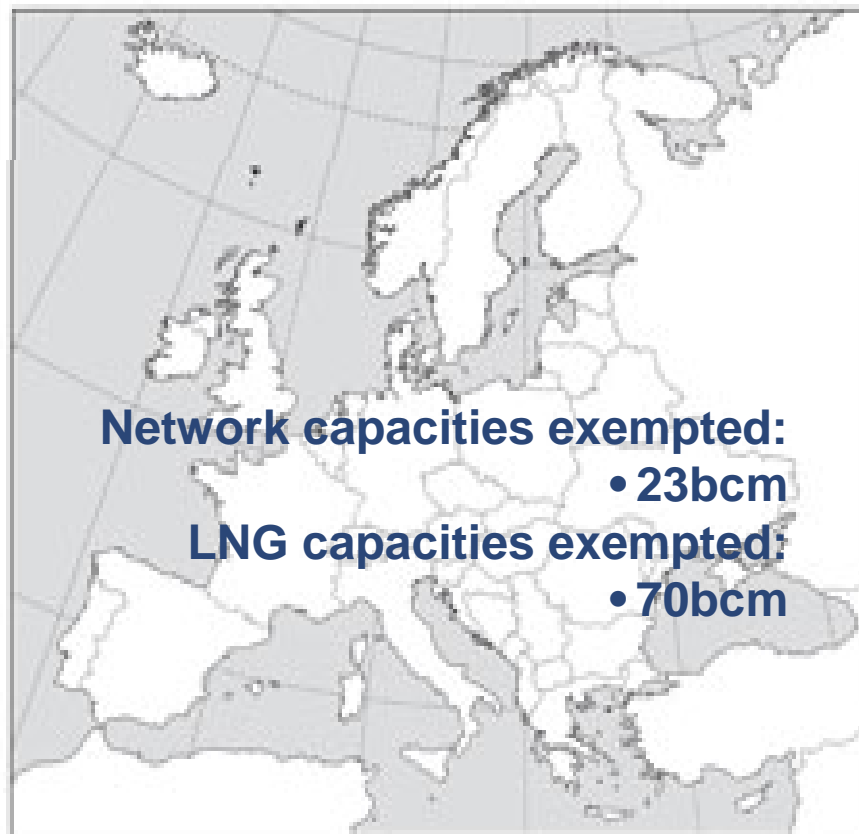 Network capacities exempted:
• 23bcm
LNG capacities exempted:
• 70bcm